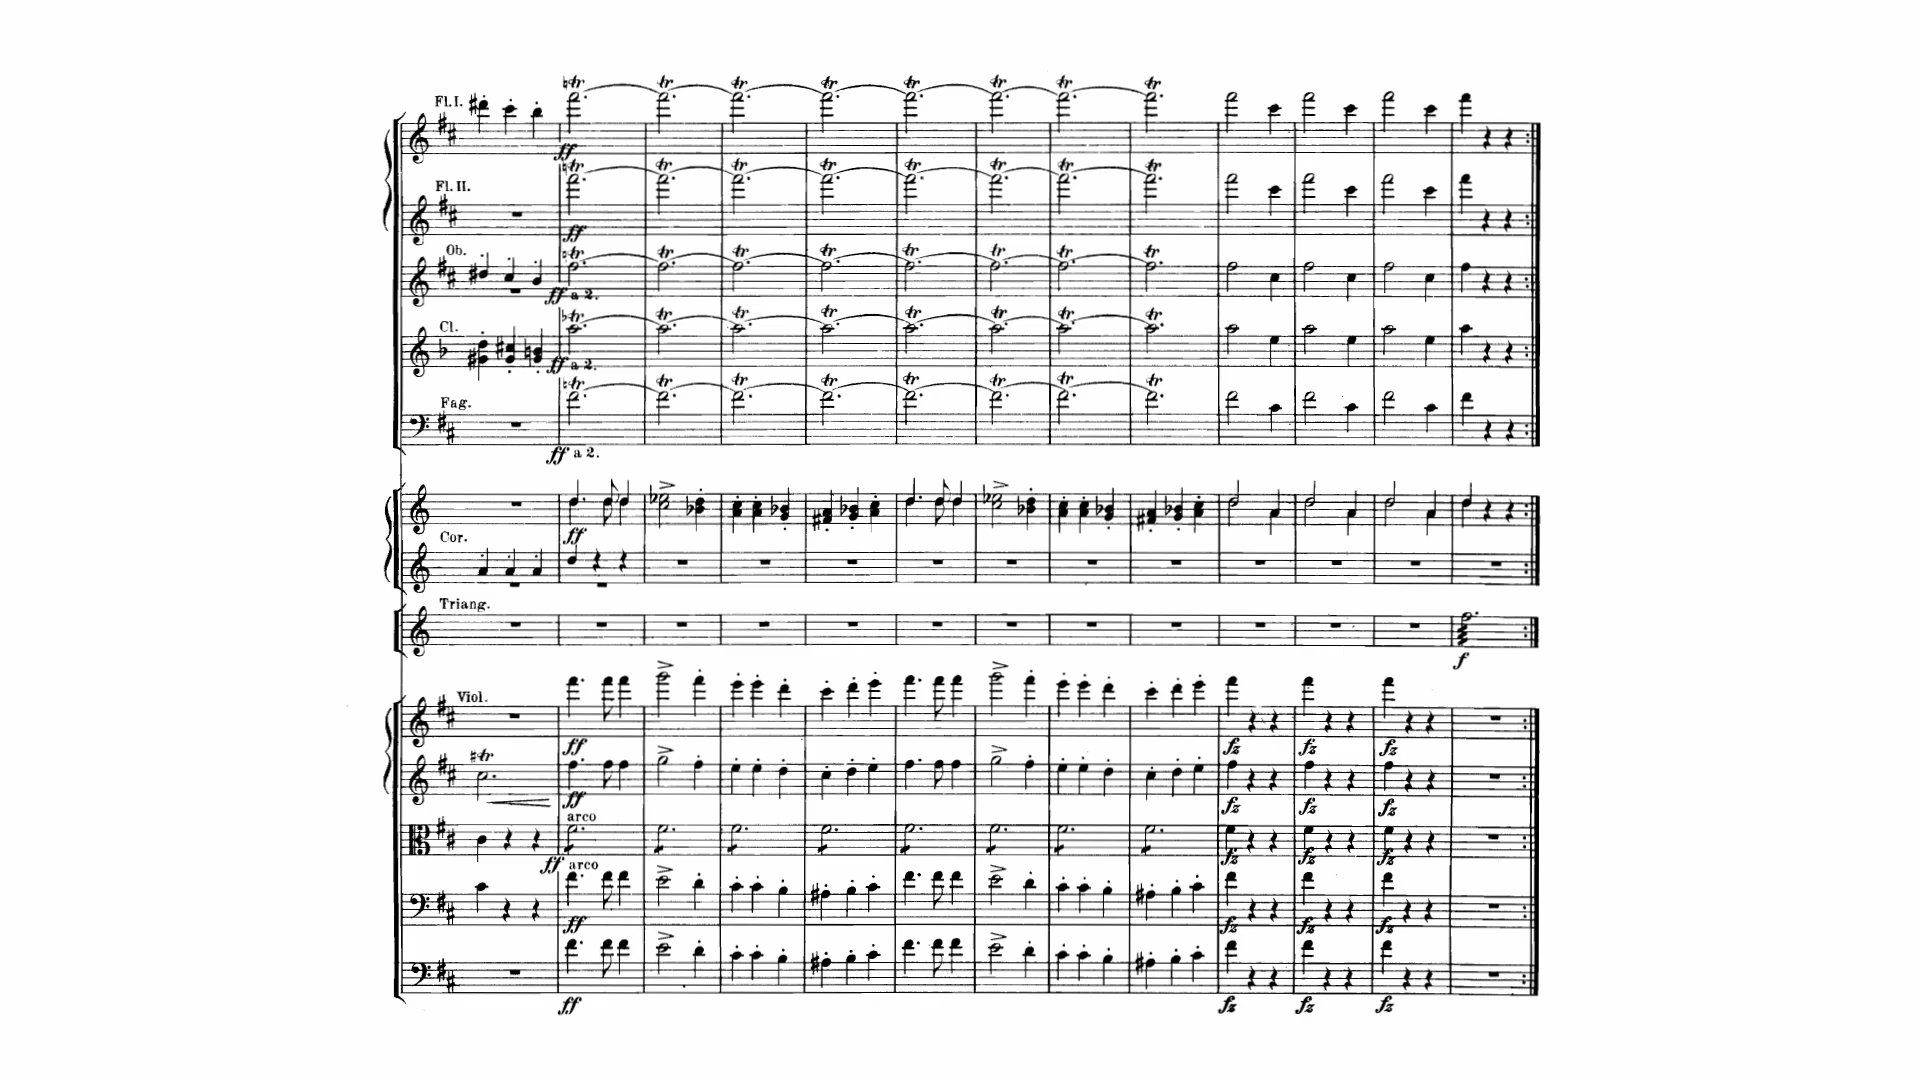 Fl. I.
ff
Fl. II.
ff
Ob.
ff a 2.
Cl.
ff a 2.
Fag.
ff a 2.
ff
Cor.
Triang.
f
Viol.
ff fz fz fz
ff fz fz fz
arco
ff fz fz fz
arco
ff fz fz fz
ff fz fz fz